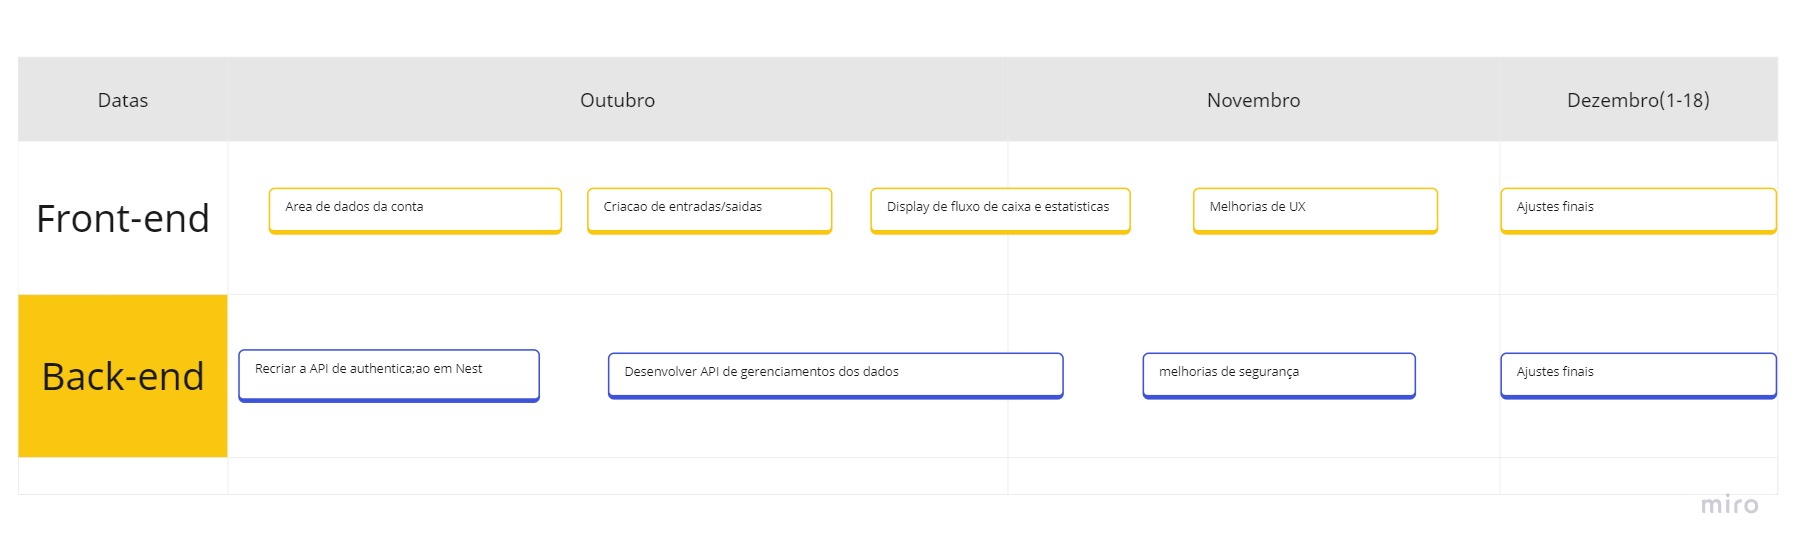 Datas
Outubro
Novembro
Dezembro(1-18)
Front-end
Area de dados da conta
Criacao de entradas/saidas
Display de fluxo de caixa e estatisticas
Melhorias de UX
Ajustes finais
Back-end
Recriar a API de authentica;ao em Nest
Desenvolver API de gerenciamentos dos dados
melhorias de segurança
Ajustes finais
miro